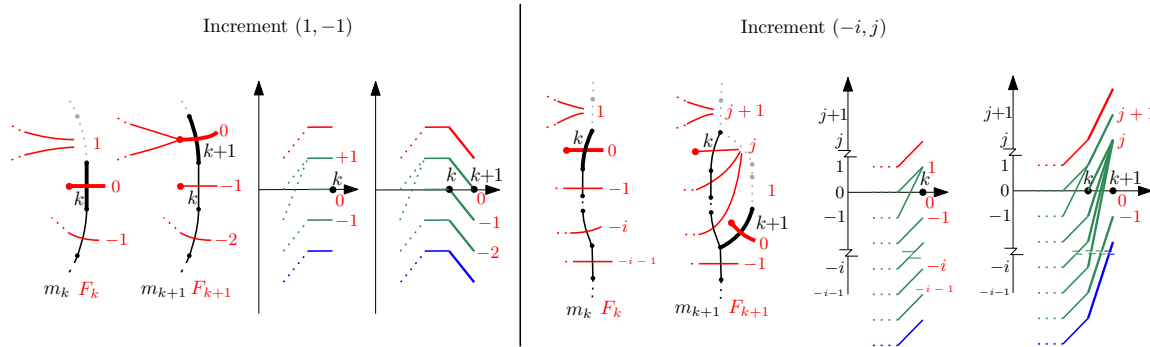 Increment (1, −1)
1
0
k
−1
m_k F_k
0
k+1
−1
k
−2
m_{k+1} F_{k+1}
+1
k
0
−1
k k+1
0
−1
−2
Increment (−i, j)
1
k
0
−1
−i
−i − 1
m_k F_k
j + 1
k
j
1
k+1
0
−1
m_{k+1} F_{k+1}
j+1
j
1
0
−1
−i
−i−1
1
k
0
−1
−i
−i − 1
j+1
j
1
0
−1
−i
−i−1
j + 1
j
k k+1
0
−1